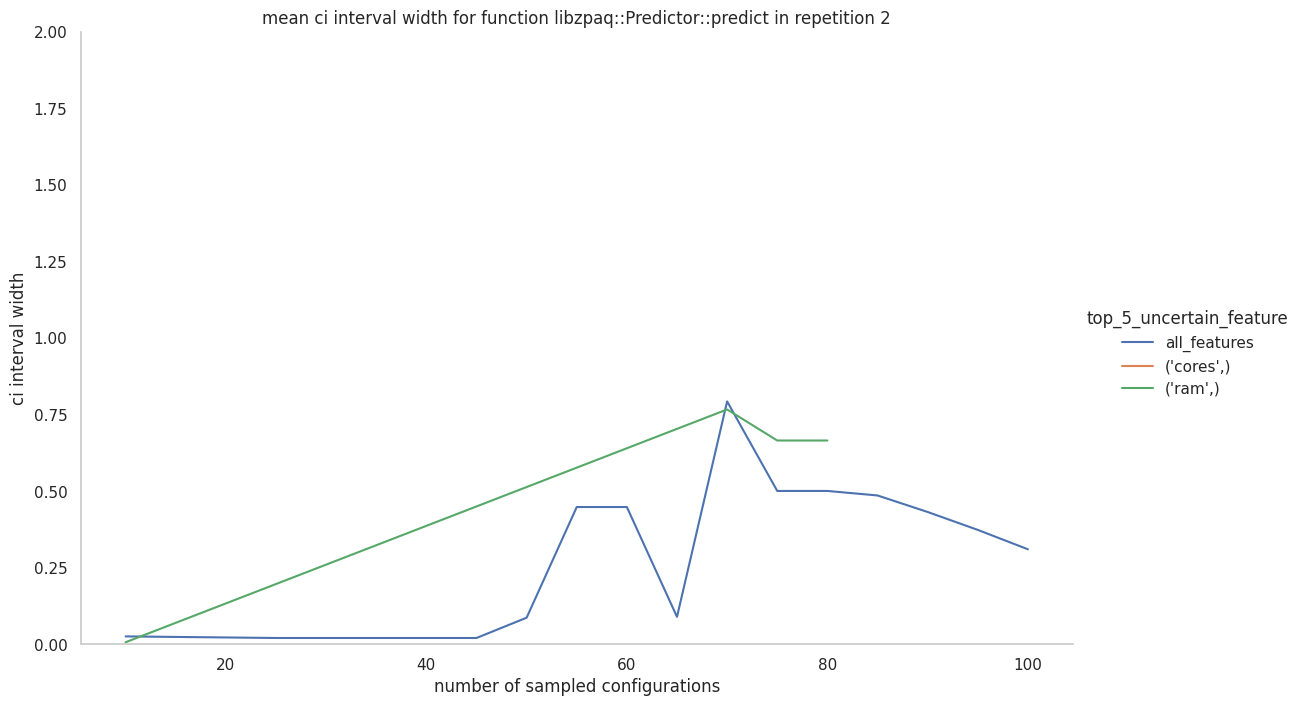 mean ci interval width for function libzpaq::Predictor::predict in repetition 2
2.00
1.75
1.50
1.25
1.00
0.75
0.50
0.25
0.00
ci interval width
20
40
60
80
100
number of sampled configurations
top_5_uncertain_feature
all_features
('cores',)
('ram',)